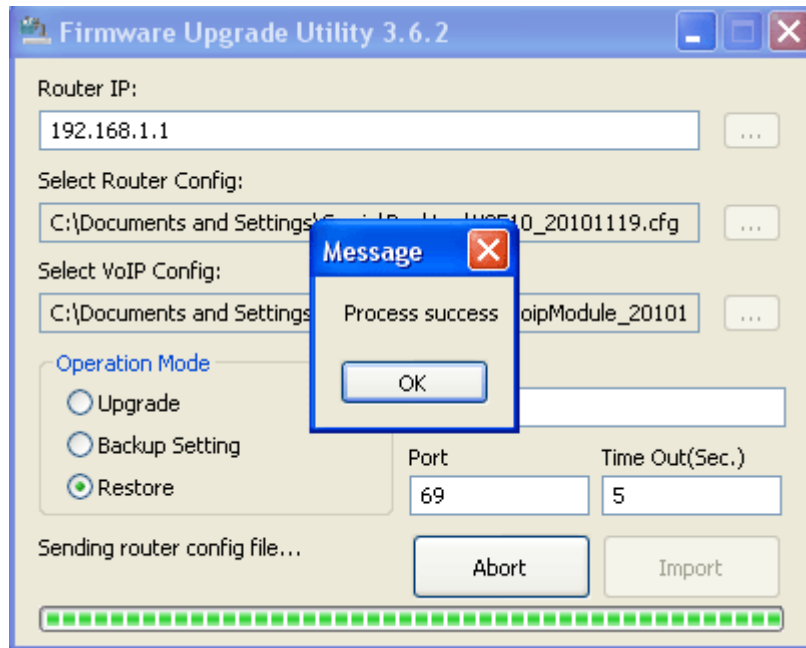 Firmware Upgrade Utility 3.6.2
Router IP:
192.168.1.1
...
Select Router Config:
C:\Documents and Settings\ 10_20101119.cfg
...
Message
Select VoIP Config:
C:\Documents and Settings oipModule_20101
...
Process success
OK
Operation Mode
Upgrade
Backup Setting
Restore
Port
Time Out(Sec.)
69
5
Sending router config file...
Abort
Import